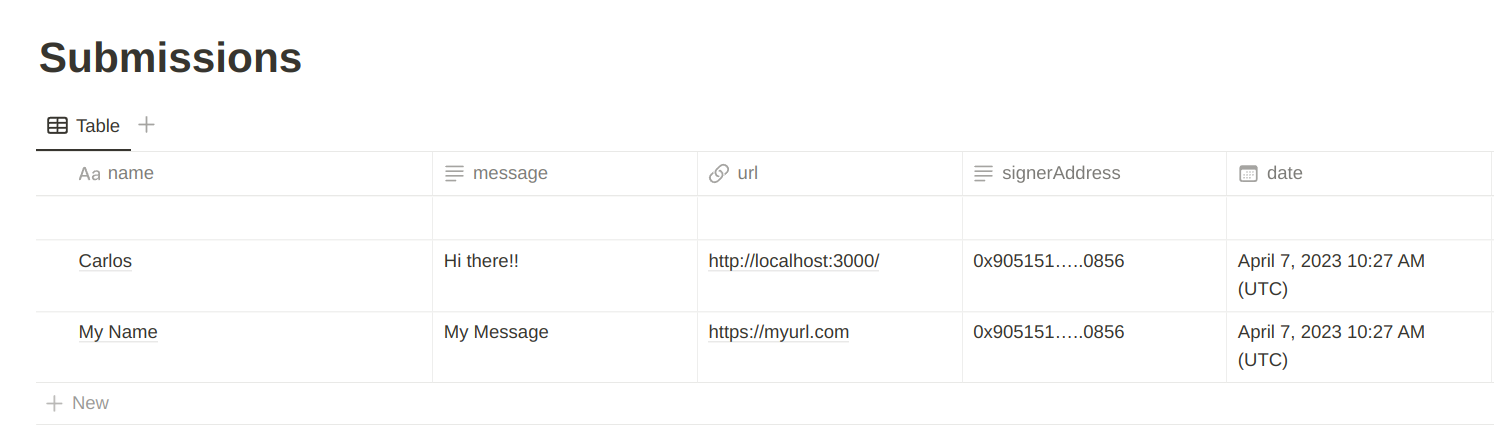 Submissions
Table
Aa name message url signerAddress date
Carlos Hi there!! http://localhost:3000/ 0x905151.….0856 April 7, 2023 10:27 AM
(UTC)
My Name My Message https://myurl.com 0x905151.….0856 April 7, 2023 10:27 AM
(UTC)
New